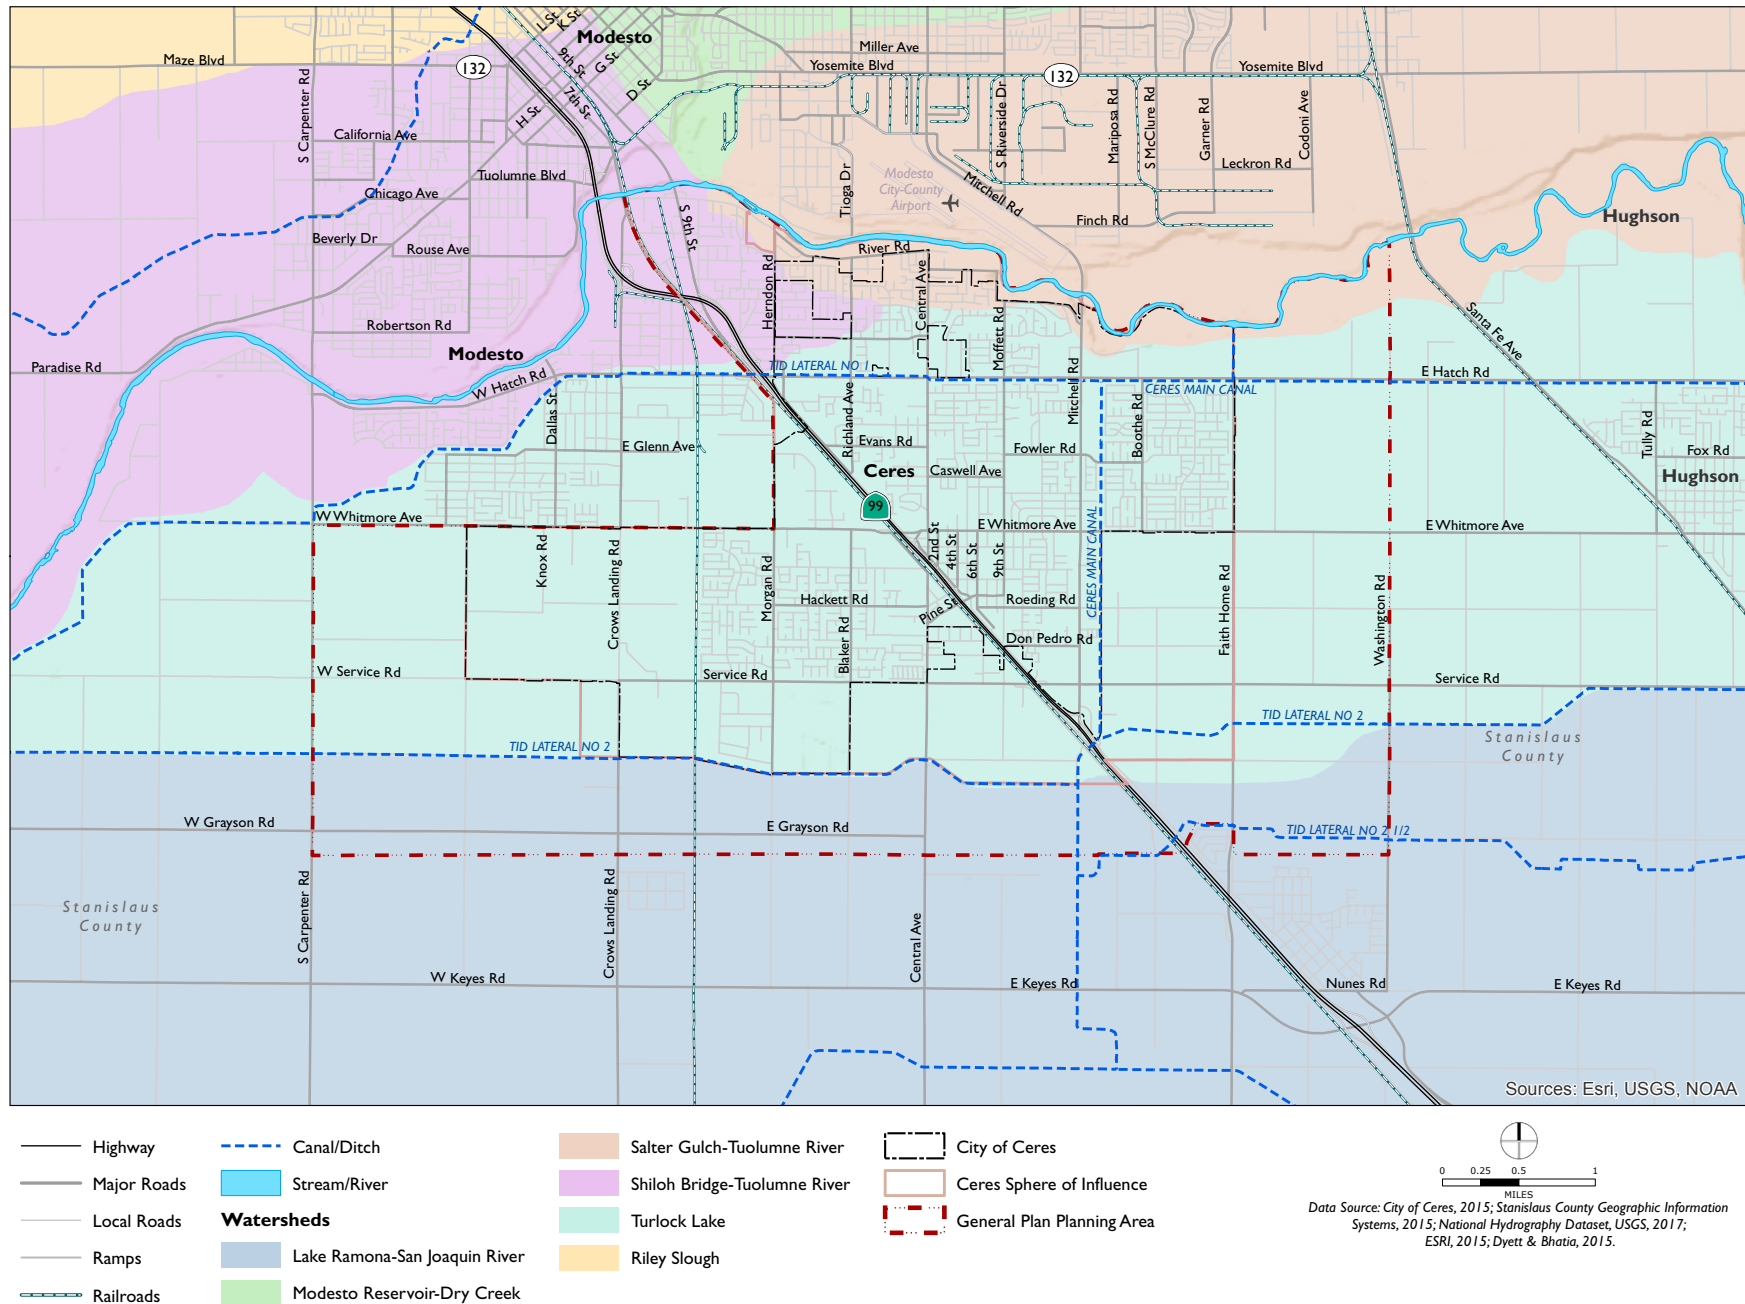 L St
K St
Modesto
Miller Ave
Maze Blvd
132
9th St
G St
Yosemite Blvd
132
Yosemite Blvd
D St
7th St
H St
S Carpenter Rd
California Ave
S Riverside Dr
Mariposa Rd
S McClure Rd
Garner Rd
Codoni Ave
Leckron Rd
Tuolumne Blvd
Chicago Ave
Tioga Dr
Modesto
City-County
Airport
Mitchell Rd
Finch Rd
Hughson
S 9th St
Beverly Dr
Rouse Ave
River Rd
Herndon Rd
Central Ave
Moffett Rd
Robertson Rd
Modesto
Santa Fe Ave
Paradise Rd
W Hatch Rd
TID LATERAL NO 1
E Hatch Rd
CERES MAIN CANAL
Mitchell Rd
Dallas St
Richland Ave
Boothe Rd
Tully Rd
E Glenn Ave
Evans Rd
Fowler Rd
Fox Rd
Ceres
Caswell Ave
Hughson
99
W Whitmore Ave
E Whitmore Ave
E Whitmore Ave
Knox Rd
Crows Landing Rd
Morgan Rd
2nd St
4th St
6th St
9th St
CERES MAIN CANAL
Faith Home Rd
Washington Rd
Hackett Rd
Pine St
Roeding Rd
Blaker Rd
Don Pedro Rd
W Service Rd
Service Rd
Service Rd
TID LATERAL NO 2
TID LATERAL NO 2
Stanislaus
County
W Grayson Rd
E Grayson Rd
TID LATERAL NO 2 1/2
Stanislaus
County
S Carpenter Rd
Crows Landing Rd
Central Ave
W Keyes Rd
E Keyes Rd
Nunes Rd
E Keyes Rd
Sources: Esri, USGS, NOAA
Highway
Major Roads
Local Roads
Ramps
Railroads
Canal/Ditch
Stream/River
Watersheds
Lake Ramona-San Joaquin River
Modesto Reservoir-Dry Creek
Salter Gulch-Tuolumne River
Shiloh Bridge-Tuolumne River
Turlock Lake
Riley Slough
City of Ceres
Ceres Sphere of Influence
General Plan Planning Area
0 0.25 0.5 1
MILES
Data Source: City of Ceres, 2015; Stanislaus County Geographic Information
Systems, 2015; National Hydrography Dataset, USGS, 2017;
ESRI, 2015; Dyett & Bhatia, 2015.